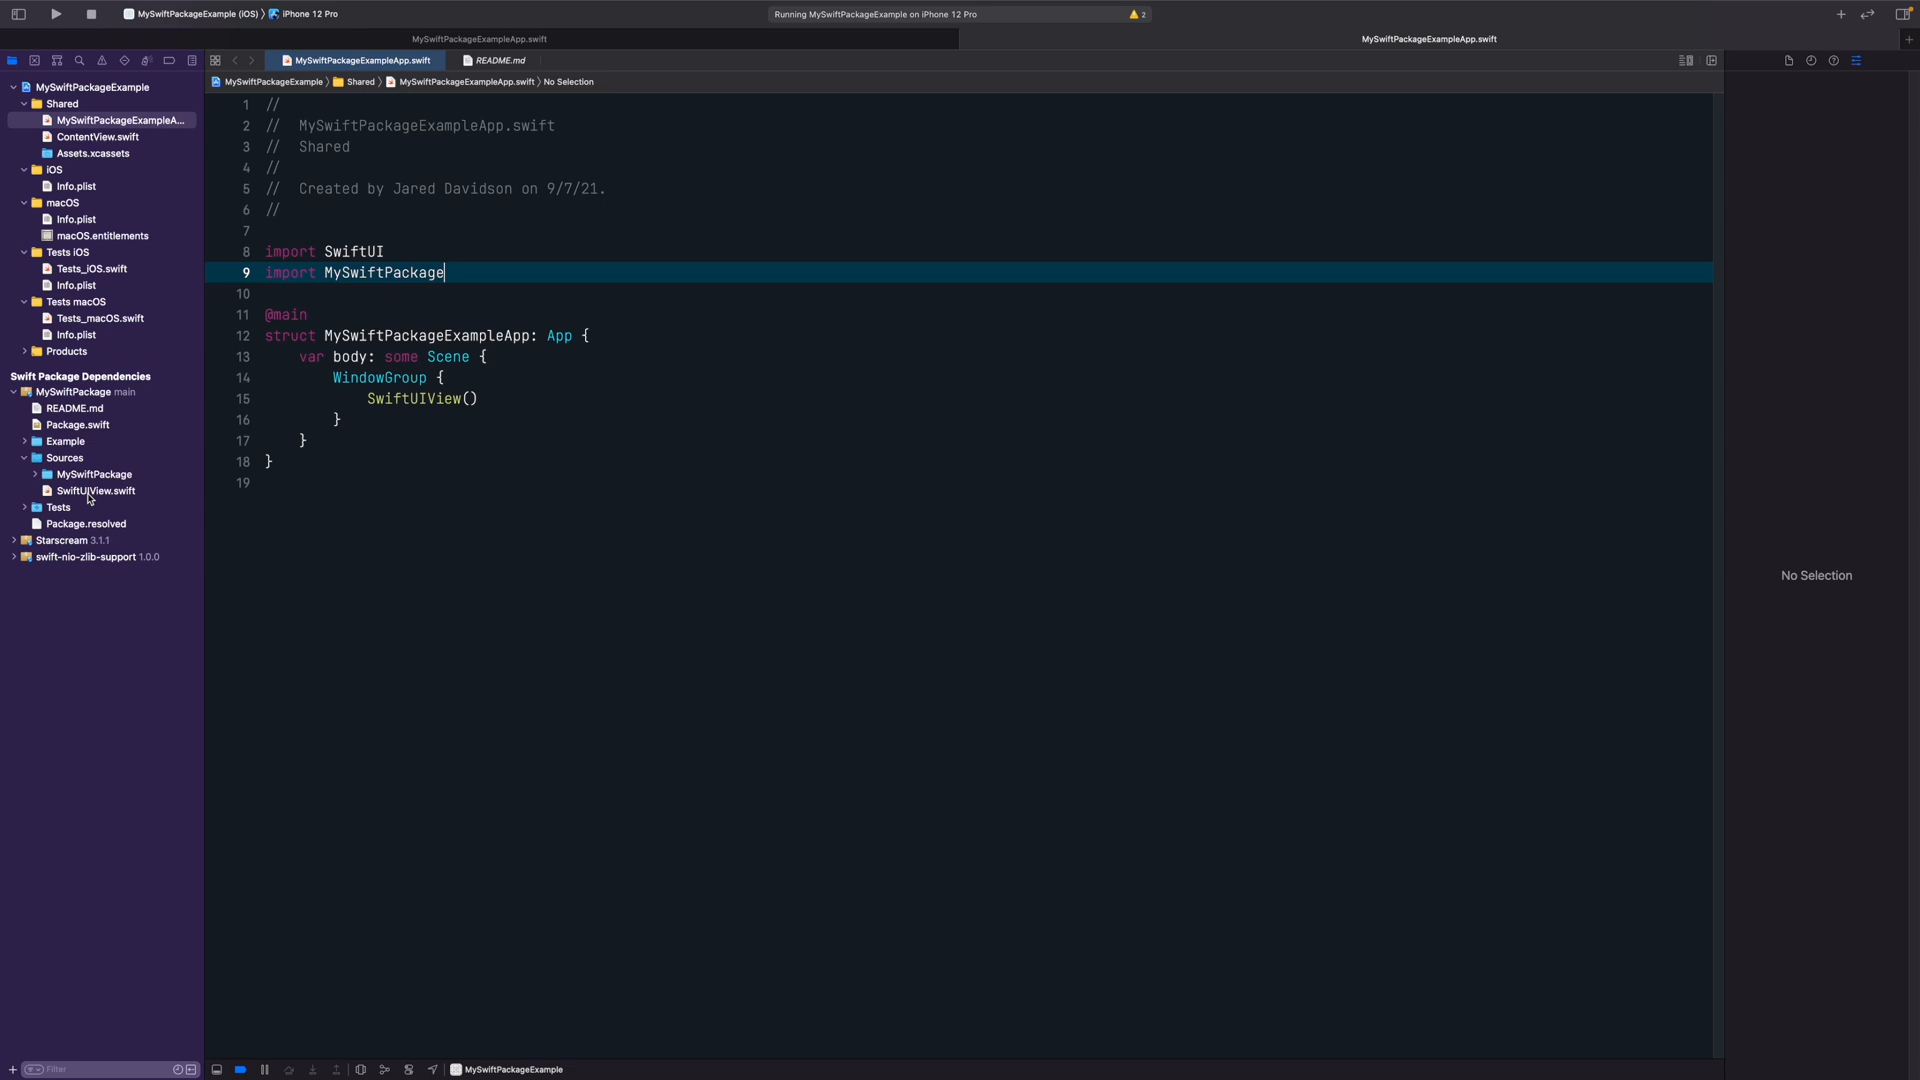 MySwiftPackageExample (iOS) 〉 iPhone 12 Pro
Running MySwiftPackageExample on iPhone 12 Pro
2
MySwiftPackageExampleApp.swift
MySwiftPackageExampleApp.swift
MySwiftPackageExampleApp.swift
README.md
MySwiftPackageExample 〉 Shared 〉 MySwiftPackageExampleApp.swift 〉 No Selection
MySwiftPackageExample
Shared
MySwiftPackageExampleA...
ContentView.swift
Assets.xcassets
iOS
Info.plist
macOS
Info.plist
macOS.entitlements
Tests iOS
Tests_iOS.swift
Info.plist
Tests macOS
Tests_macOS.swift
Info.plist
Products
Swift Package Dependencies
MySwiftPackage main
README.md
Package.swift
Example
Sources
MySwiftPackage
SwiftUIView.swift
Tests
Package.resolved
Starscream 3.1.1
swift-nio-zlib-support 1.0.0
Filter
1 //
2 // MySwiftPackageExampleApp.swift
3 // Shared
4 //
5 // Created by Jared Davidson on 9/7/21.
6 //
7
8 import SwiftUI
9 import MySwiftPackage
10
11 @main
12 struct MySwiftPackageExampleApp: App {
13 var body: some Scene {
14 WindowGroup {
15 SwiftUIView()
16 }
17 }
18 }
19
No Selection
MySwiftPackageExample